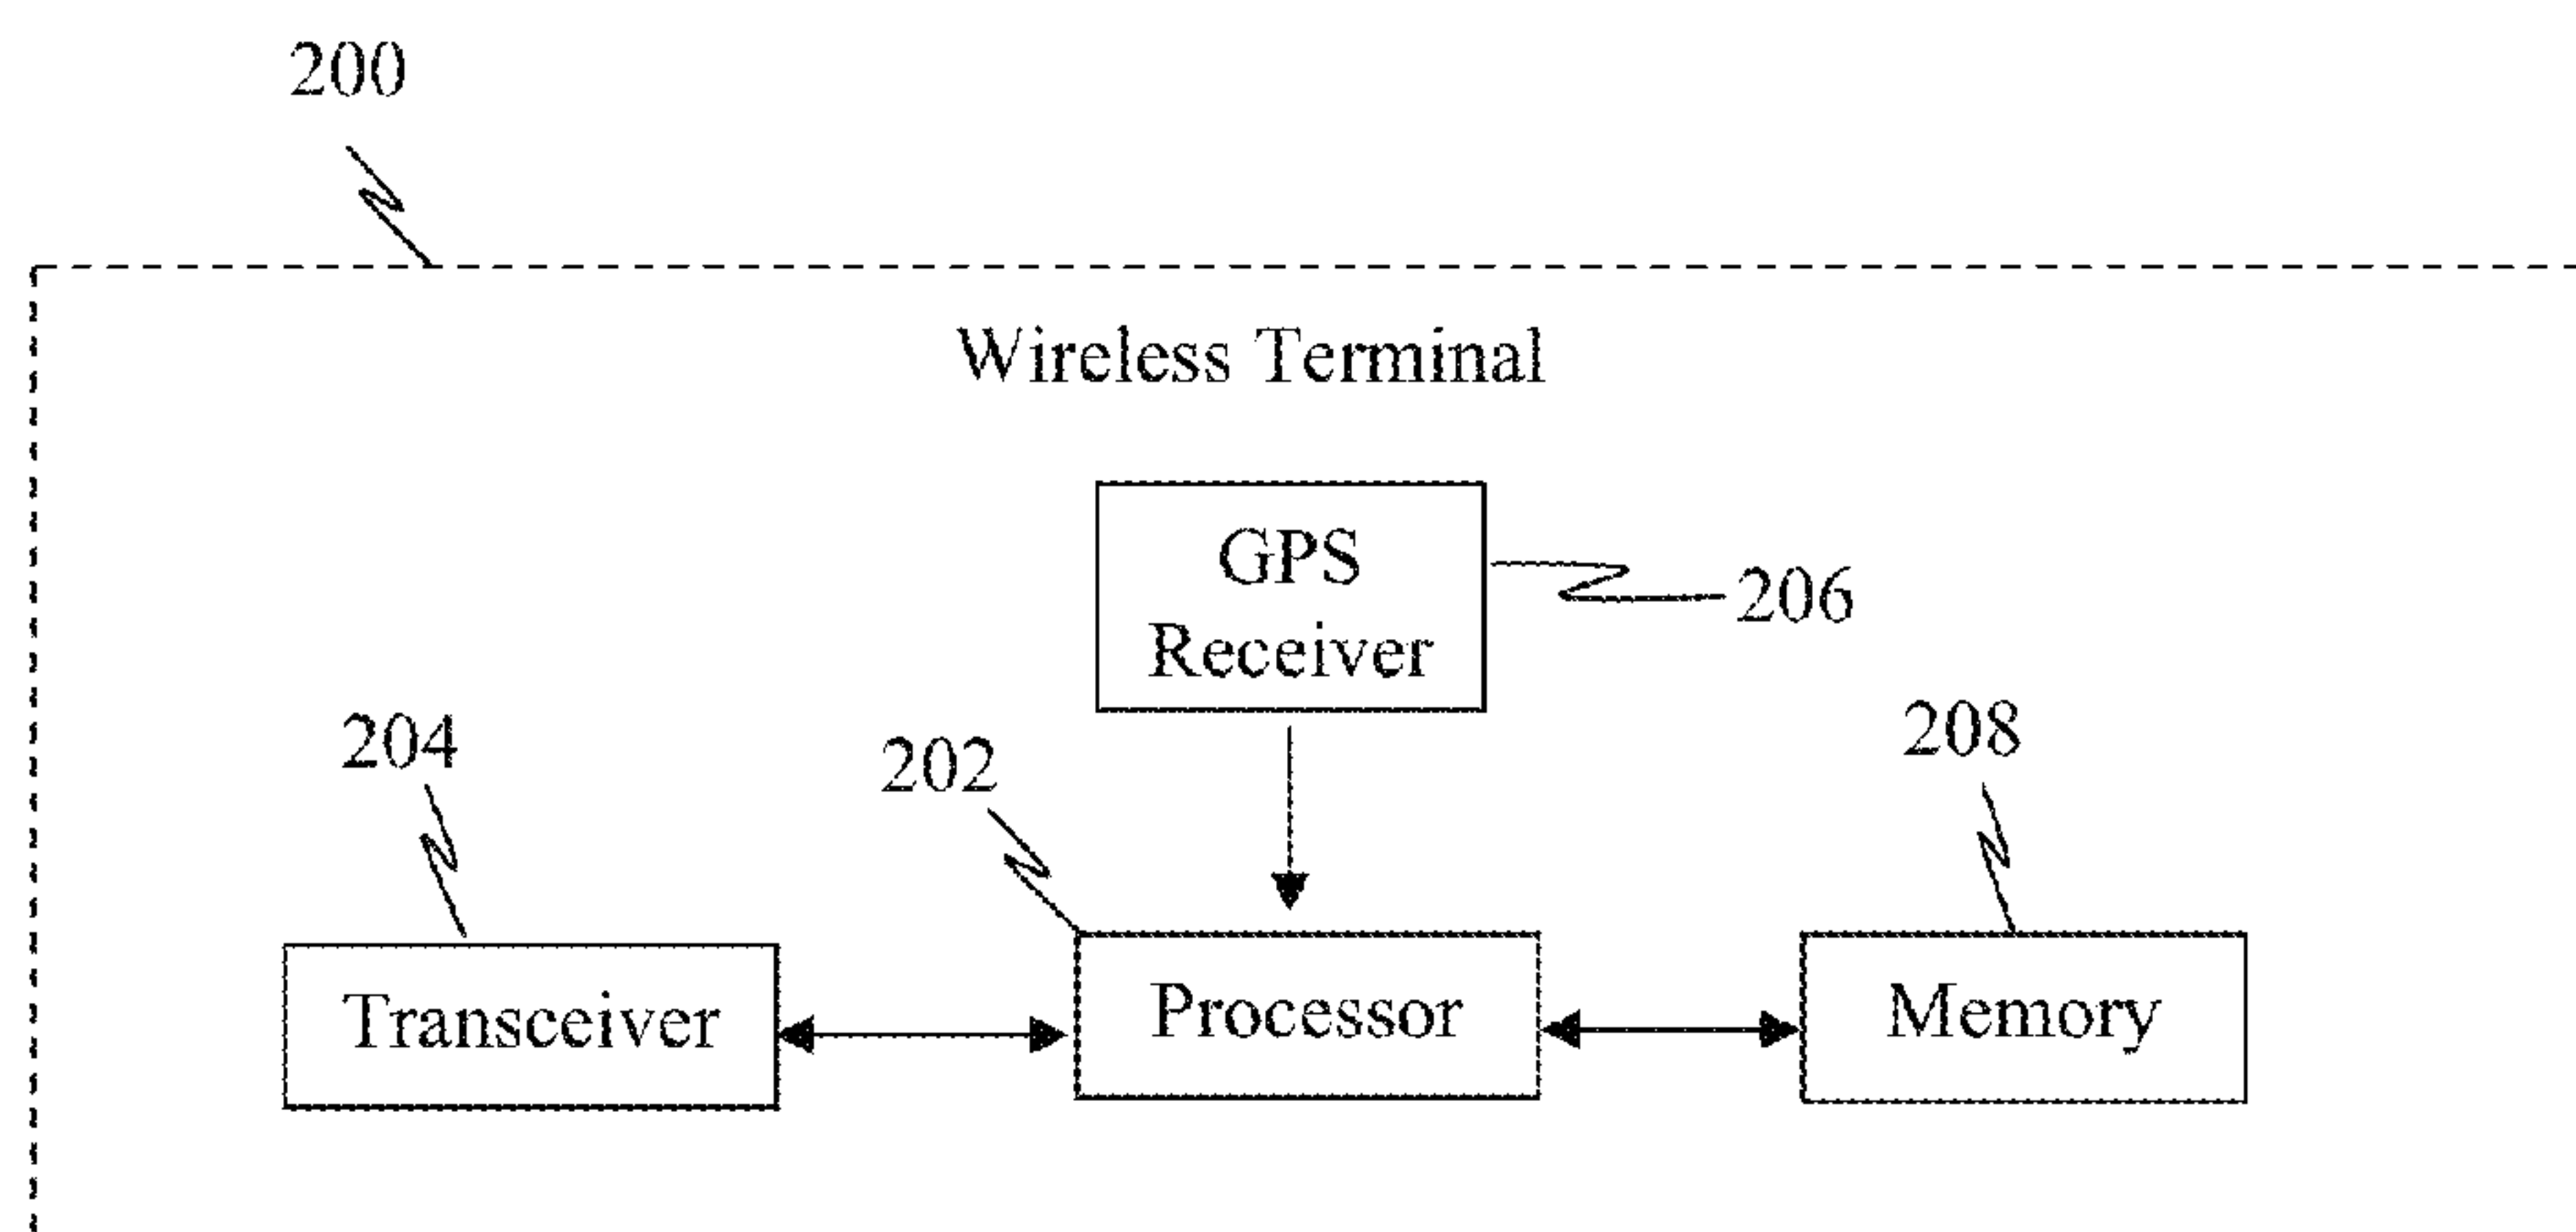 200
Wireless Terminal
GPS
Receiver
206
204
202
208
Transceiver
Processor
Memory